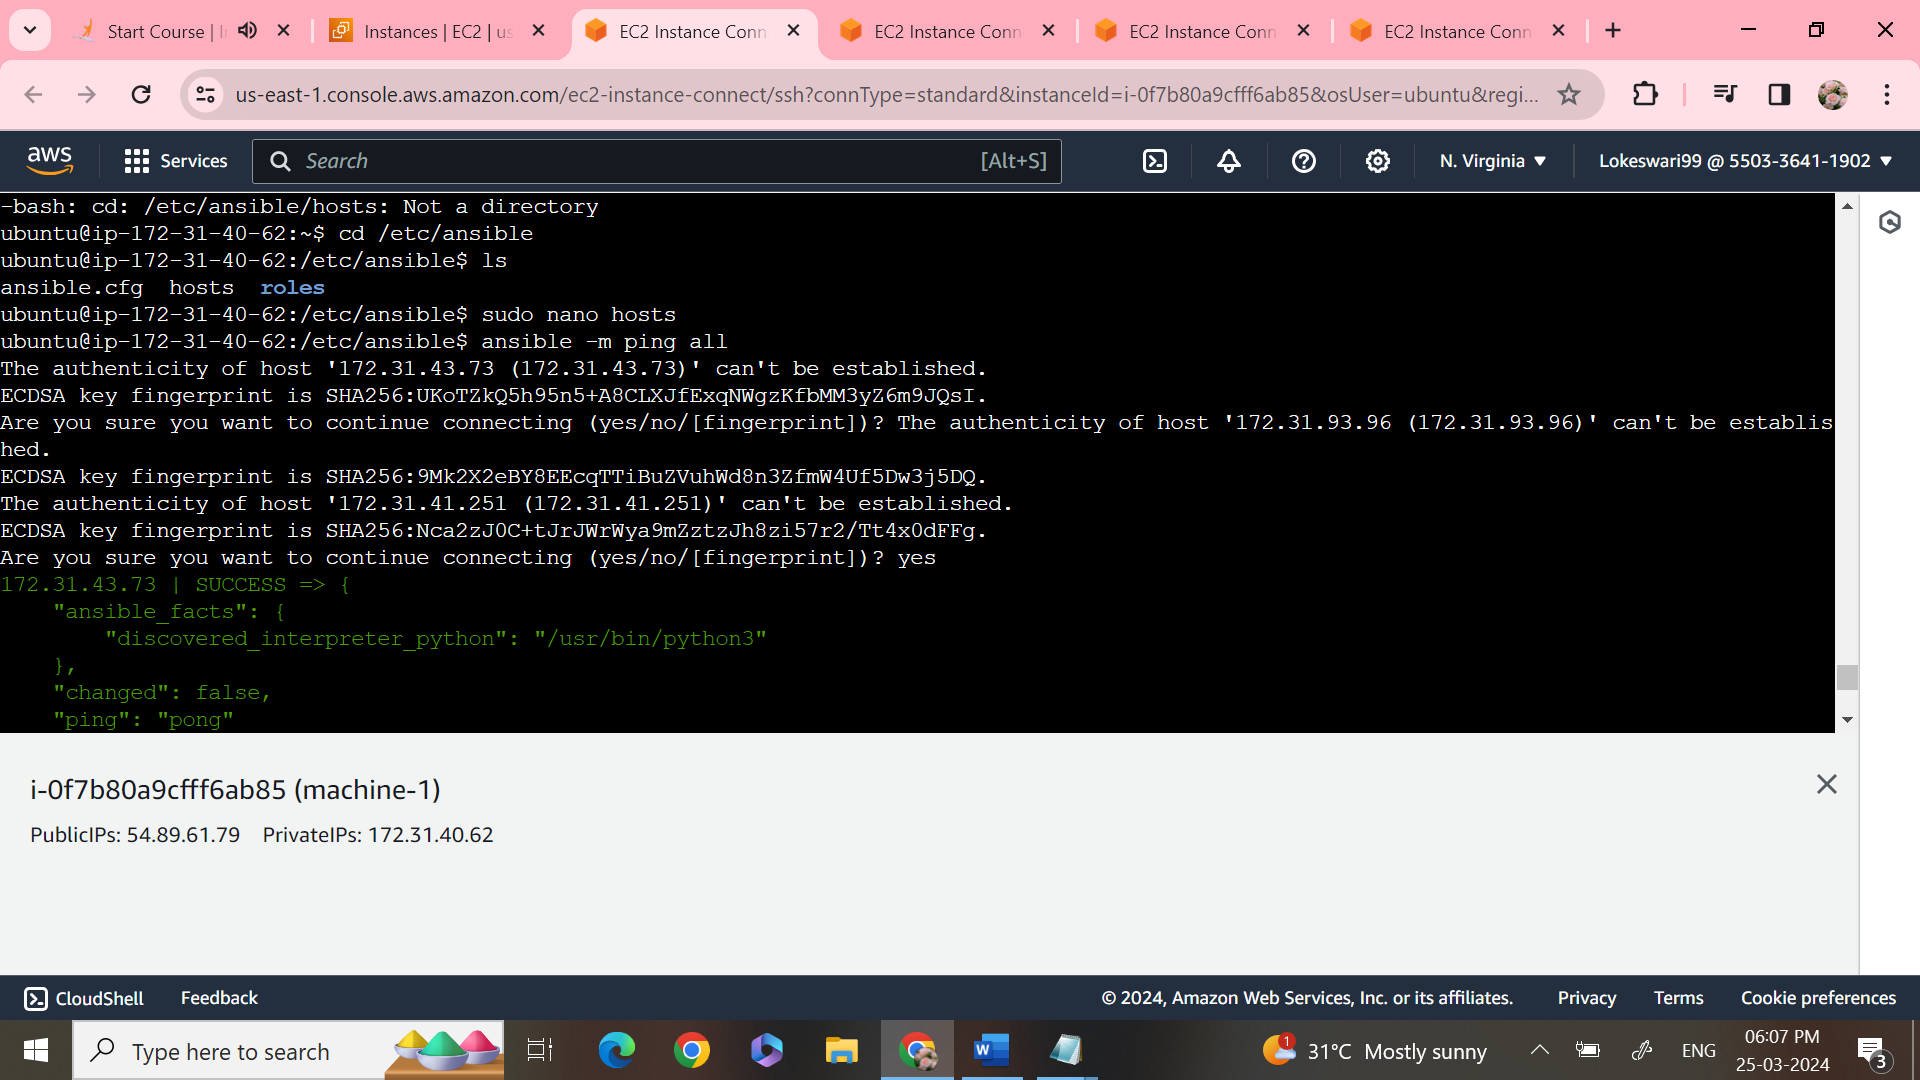 Start Course | I
Instances | EC2 | us
EC2 Instance Conn
EC2 Instance Conn
EC2 Instance Conn
EC2 Instance Conn
us-east-1.console.aws.amazon.com/ec2-instance-connect/ssh?connType=standard&instanceId=i-0f7b80a9cfff6ab85&osUser=ubuntu&regi...
aws
Services
Search
[Alt+S]
N. Virginia
Lokeswari99 @ 5503-3641-1902
-bash: cd: /etc/ansible/hosts: Not a directory
ubuntu@ip-172-31-40-62:~$ cd /etc/ansible
ubuntu@ip-172-31-40-62:/etc/ansible$ ls
ansible.cfg  hosts  roles
ubuntu@ip-172-31-40-62:/etc/ansible$ sudo nano hosts
ubuntu@ip-172-31-40-62:/etc/ansible$ ansible -m ping all
The authenticity of host '172.31.43.73 (172.31.43.73)' can't be established.
ECDSA key fingerprint is SHA256:UKoTZkQ5h95n5+A8CLXJfExqNWgzKfbMM3yZ6m9JQsI.
Are you sure you want to continue connecting (yes/no/[fingerprint])? The authenticity of host '172.31.93.96 (172.31.93.96)' can't be establis
hed.
ECDSA key fingerprint is SHA256:9Mk2X2eBY8EEcqTTiBuZVuhWd8n3ZfmW4Uf5Dw3j5DQ.
The authenticity of host '172.31.41.251 (172.31.41.251)' can't be established.
ECDSA key fingerprint is SHA256:Nca2zJ0C+tJrJWrWya9mZztzJh8zi57r2/Tt4x0dFFg.
Are you sure you want to continue connecting (yes/no/[fingerprint])? yes
172.31.43.73 | SUCCESS => {
    "ansible_facts": {
        "discovered_interpreter_python": "/usr/bin/python3"
    },
    "changed": false,
    "ping": "pong"
i-0f7b80a9cfff6ab85 (machine-1)
PublicIPs: 54.89.61.79    PrivateIPs: 172.31.40.62
CloudShell
Feedback
© 2024, Amazon Web Services, Inc. or its affiliates.
Privacy
Terms
Cookie preferences
Type here to search
W
1
31°C Mostly sunny
ENG
06:07 PM
25-03-2024
3